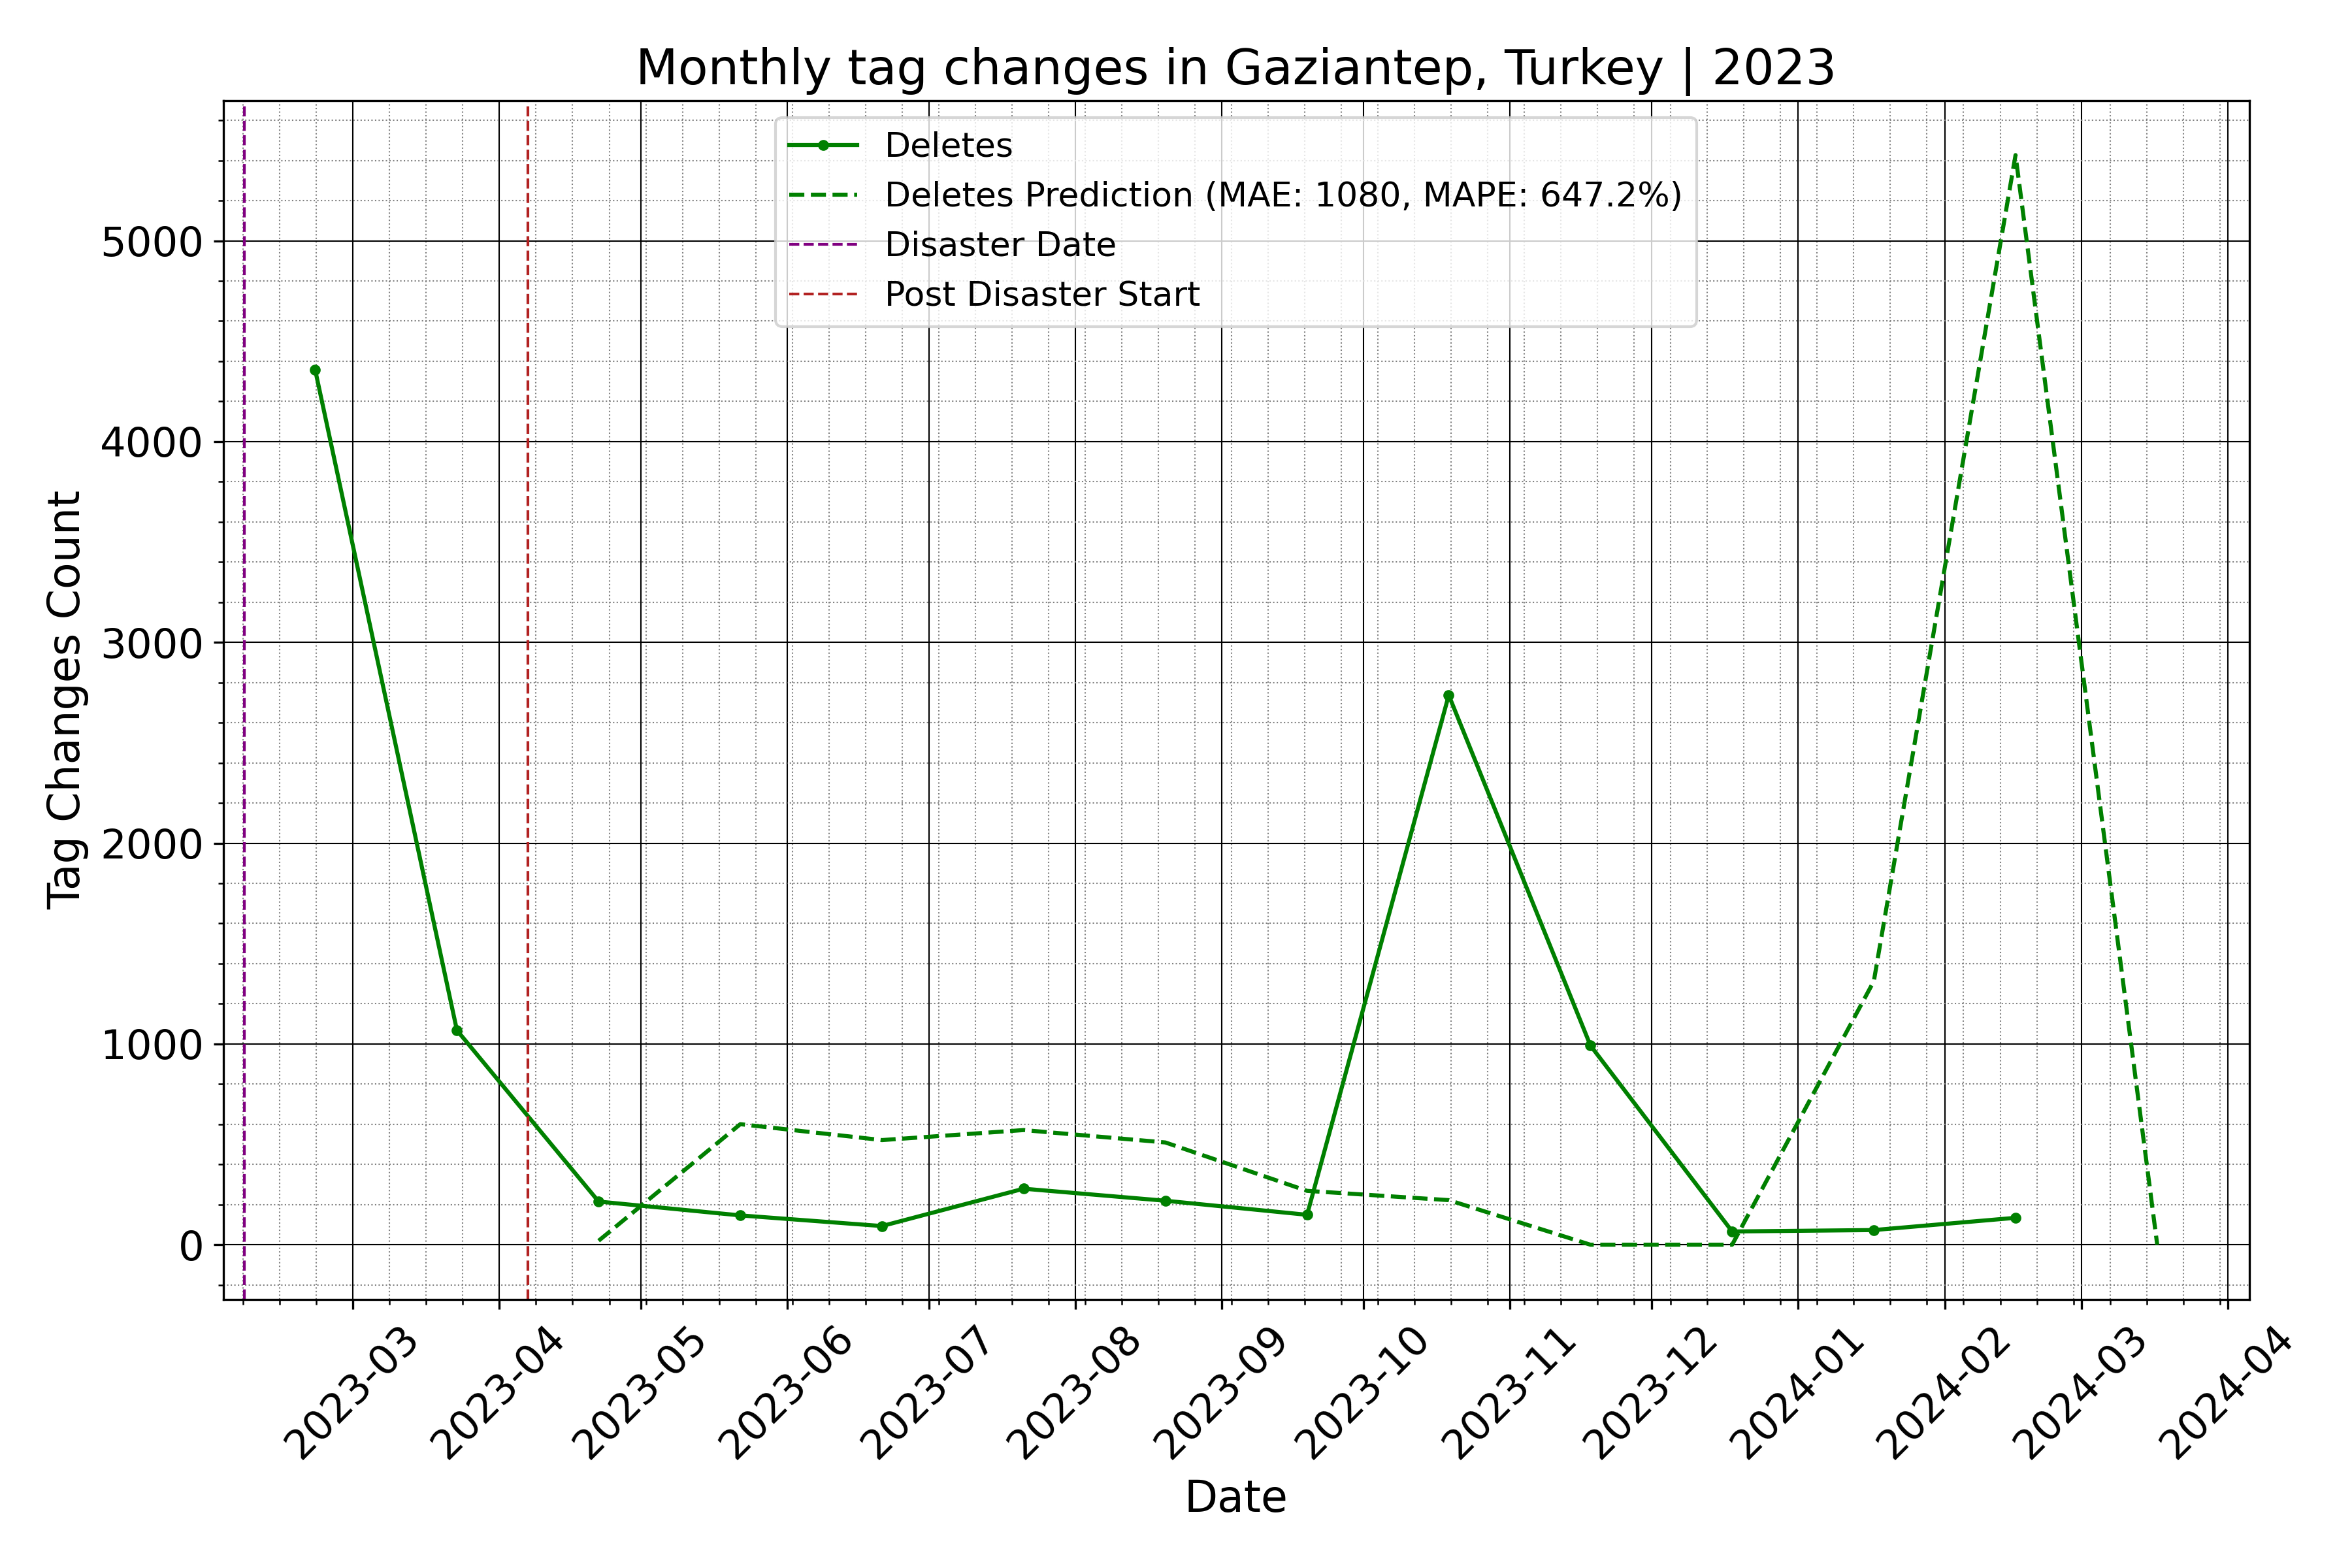 Monthly tag changes in Gaziantep, Turkey | 2023
Deletes
Deletes Prediction (MAE: 1080, MAPE: 647.2%)
Disaster Date
Post Disaster Start
Tag Changes Count
5000
4000
3000
2000
1000
0
2023-03
2023-04
2023-05
2023-06
2023-07
2023-08
2023-09
2023-10
2023-11
2023-12
2024-01
2024-02
2024-03
2024-04
Date